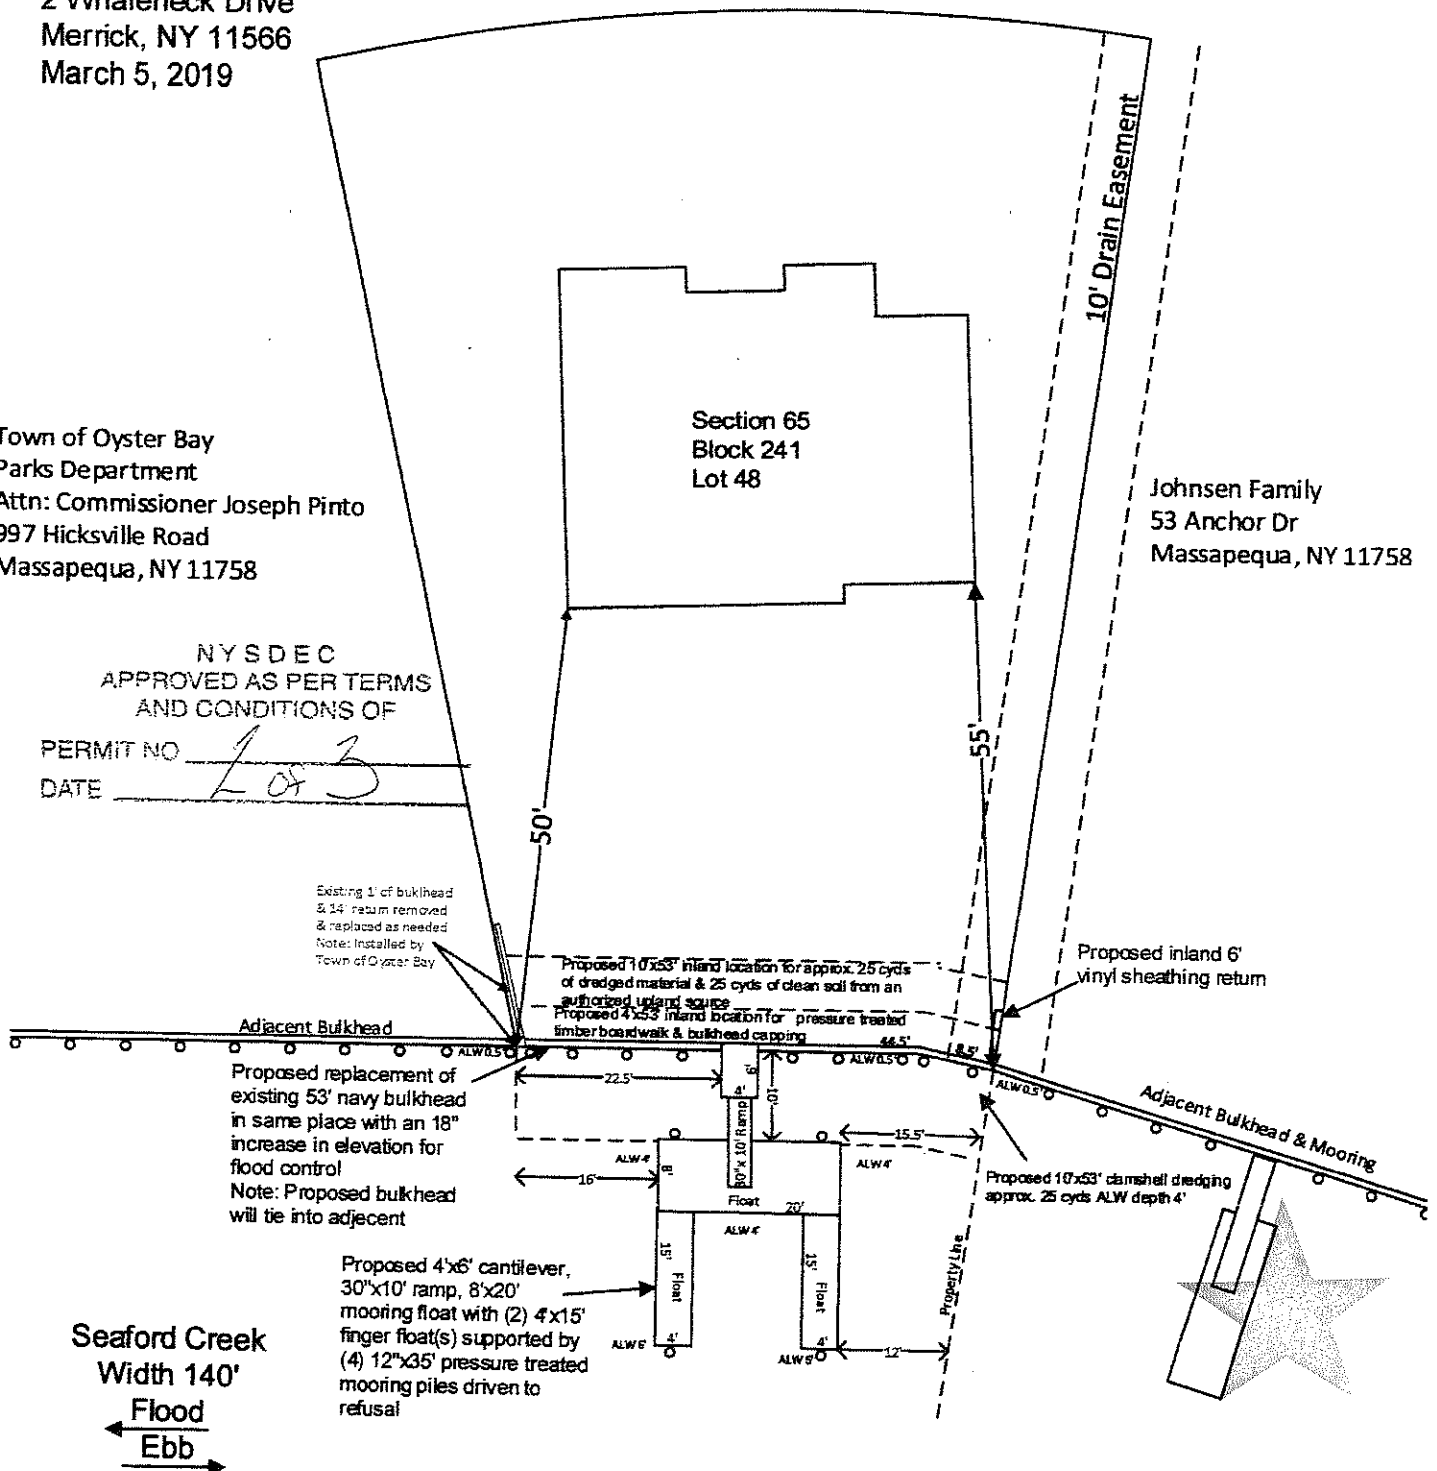 2 Whaleneck Drive
Merrick, NY 11566
March 5, 2019
10' Drain Easement
Section 65
Block 241
Lot 48
Town of Oyster Bay
Parks Department
Attn: Commissioner Joseph Pinto
997 Hicksville Road
Massapequa, NY 11758
Johnsen Family
53 Anchor Dr
Massapequa, NY 11758
NYSDEC
APPROVED AS PER TERMS
AND CONDITIONS OF
PERMIT NO
DATE
2 of 3
50'
55'
Existing 1' of buklhead
& 14' return removed
& replaced as needed
Note: Installed by
Town of Oyster Bay
Proposed 10'x53' inland location for approx. 25 cyds
of dredged material & 25 cyds of clean soil from an
authorized upland source
Proposed 4'x53' inland location for pressure treated
timber boardwalk & bulkhead capping
Proposed inland 6'
vinyl sheathing return
Adjacent Bulkhead
ALW 0.5'
44.5'
8.5'
ALW 0.5'
ALW 0.5'
Adjacent Bulkhead & Mooring
Proposed replacement of
existing 53' navy bulkhead
in same place with an 18"
increase in elevation for
flood control
Note: Proposed bulkhead
will tie into adjecent
22.5'
6'
4'
10'
30"x 10' Ramp
15.5'
ALW 4'
ALW 4'
16'
8'
Float
20'
ALW 4'
Proposed 10'x53' clamshell dredging
approx. 25 cyds ALW depth 4'
15'
Float
15'
Float
Property Line
Proposed 4'x6' cantilever,
30"x10' ramp, 8'x20'
mooring float with (2) 4'x15'
finger float(s) supported by
(4) 12"x35' pressure treated
mooring piles driven to
refusal
4'
4'
12'
Seaford Creek
Width 140'
Flood
Ebb